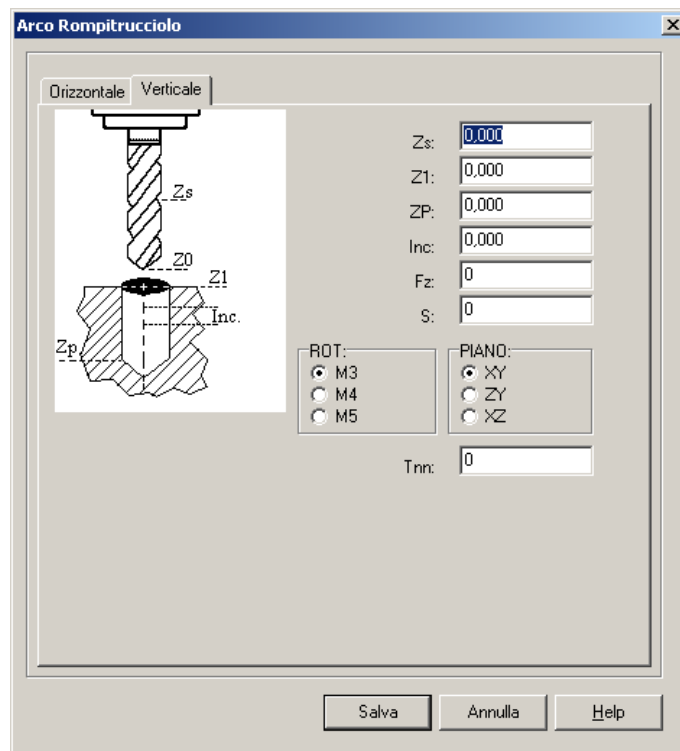 Arco Rompitrucciolo
Orizzontale Verticale
Zs
Z0
Z1
Inc.
Zp
Zs: 0,000
Z1: 0,000
ZP: 0,000
Inc: 0,000
Fz: 0
S: 0
ROT:
M3
M4
M5
PIANO:
XY
ZY
XZ
Tnn: 0
Salva Annulla Help